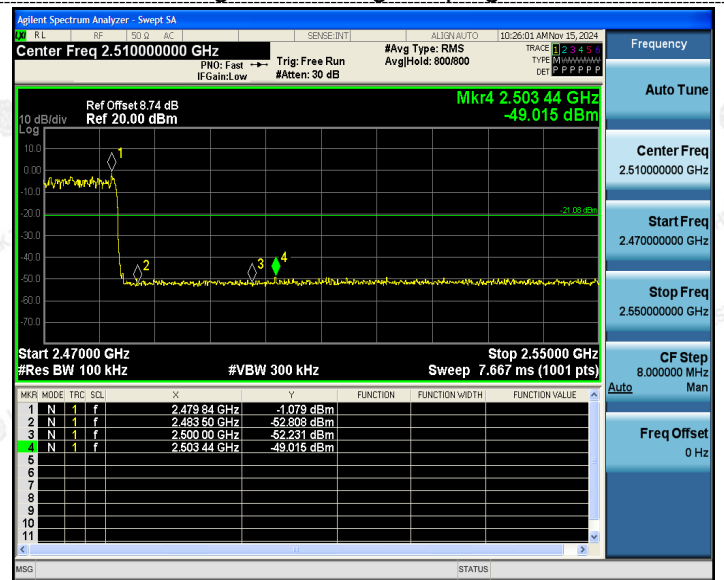 Agilent Spectrum Analyzer - Swept SA
LXI RL RF 50 Ω AC SENSE:INT ALIGN AUTO 10:26:01 AM Nov 15, 2024
Center Freq 2.510000000 GHz #Avg Type: RMS TRACE 1 2 3 4 5 6
PNO: Fast Trig: Free Run Avg|Hold: 800/800 TYPE M
IFGain:Low #Atten: 30 dB DET P P P P P P
Mkr4 2.503 44 GHz
Ref Offset 8.74 dB
-49.015 dBm
10 dB/div Ref 20.00 dBm
Log
10.0
0.00
-10.0
-20.0
-30.0
-40.0
-50.0
-60.0
-70.0
1
2
3
4
-21.08 dBm
Start 2.47000 GHz Stop 2.55000 GHz
#Res BW 100 kHz #VBW 300 kHz Sweep 7.667 ms (1001 pts)
MKR MODE TRC SCL X Y FUNCTION FUNCTION WIDTH FUNCTION VALUE
1 N 1 f 2.479 84 GHz -1.079 dBm
2 N 1 f 2.483 50 GHz -52.808 dBm
3 N 1 f 2.500 00 GHz -52.231 dBm
4 N 1 f 2.503 44 GHz -49.015 dBm
5
6
7
8
9
10
11
MSG STATUS
Frequency
Auto Tune
Center Freq
2.510000000 GHz
Start Freq
2.470000000 GHz
Stop Freq
2.550000000 GHz
CF Step
8.000000 MHz
Auto Man
Freq Offset
0 Hz